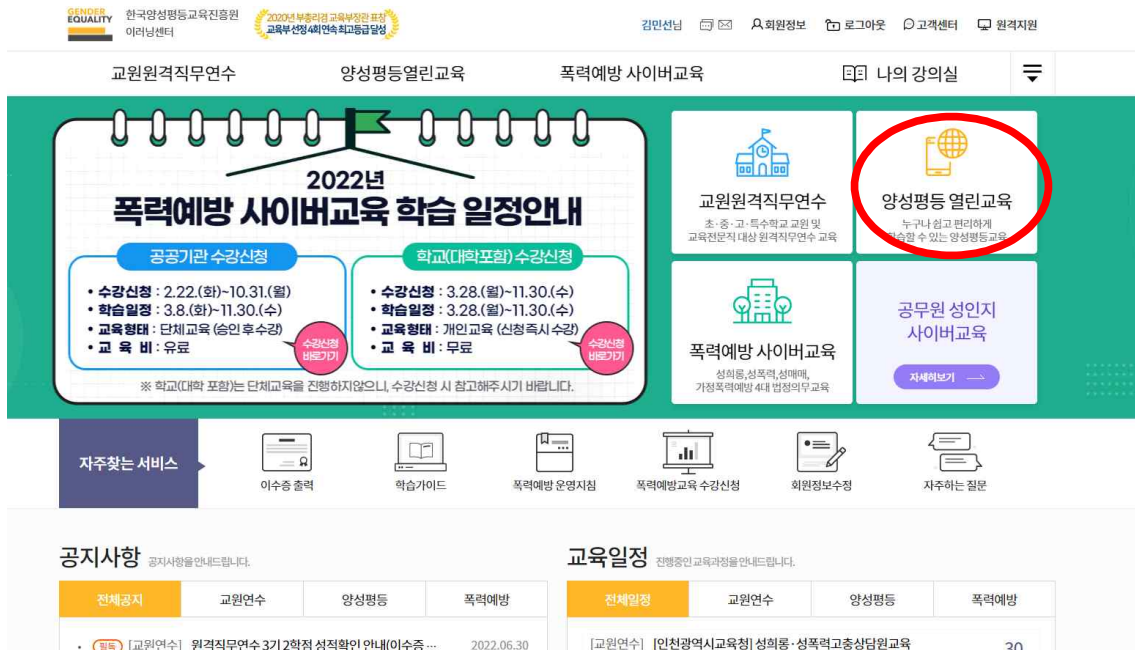 GENDER
EQUALITY
한국양성평등교육진흥원
이러닝센터
2020년 부총리겸 교육부장관 표창
교육부 선정 4회 연속 최고등급 달성
김민선님 회원정보 로그아웃 고객센터 원격지원
교원원격직무연수 양성평등열린교육 폭력예방 사이버교육 나의 강의실
2022년
폭력예방 사이버교육 학습 일정안내
공공기관 수강신청
• 수강신청 : 2.22.(화)~10.31.(월)
• 학습일정 : 3.8.(화)~11.30.(수)
• 교육형태 : 단체교육 (승인 후 수강)
• 교 육 비 : 유료
수강신청
바로가기
학교(대학포함) 수강신청
• 수강신청 : 3.28.(월)~11.30.(수)
• 학습일정 : 3.28.(월)~11.30.(수)
• 교육형태 : 개인교육 (신청 즉시 수강)
• 교 육 비 : 무료
수강신청
바로가기
※ 학교(대학 포함)는 단체교육을 진행하지않으니, 수강신청 시 참고해주시기 바랍니다.
교원원격직무연수
초·중·고·특수학교 교원 및
교육전문직 대상 원격직무연수 교육
양성평등 열린교육
누구나 쉽고 편리하게
학습할 수 있는 양성평등교육
폭력예방 사이버교육
성희롱,성폭력,성매매,
가정폭력예방 4대 법정의무교육
공무원 성인지
사이버교육
자세히보기
자주찾는 서비스
이수증 출력 학습가이드 폭력예방 운영지침 폭력예방교육 수강신청 회원정보수정 자주하는 질문
공지사항 공지사항을 안내드립니다.
전체공지 교원연수 양성평등 폭력예방
• 필독 [교원연수] 원격직무연수 3기 2학점 성적확인 안내(이수증 … 2022.06.30
교육일정 진행중인 교육과정을 안내드립니다.
전체일정 교원연수 양성평등 폭력예방
[교원연수] [인천광역시교육청] 성희롱·성폭력고충상담원교육 30